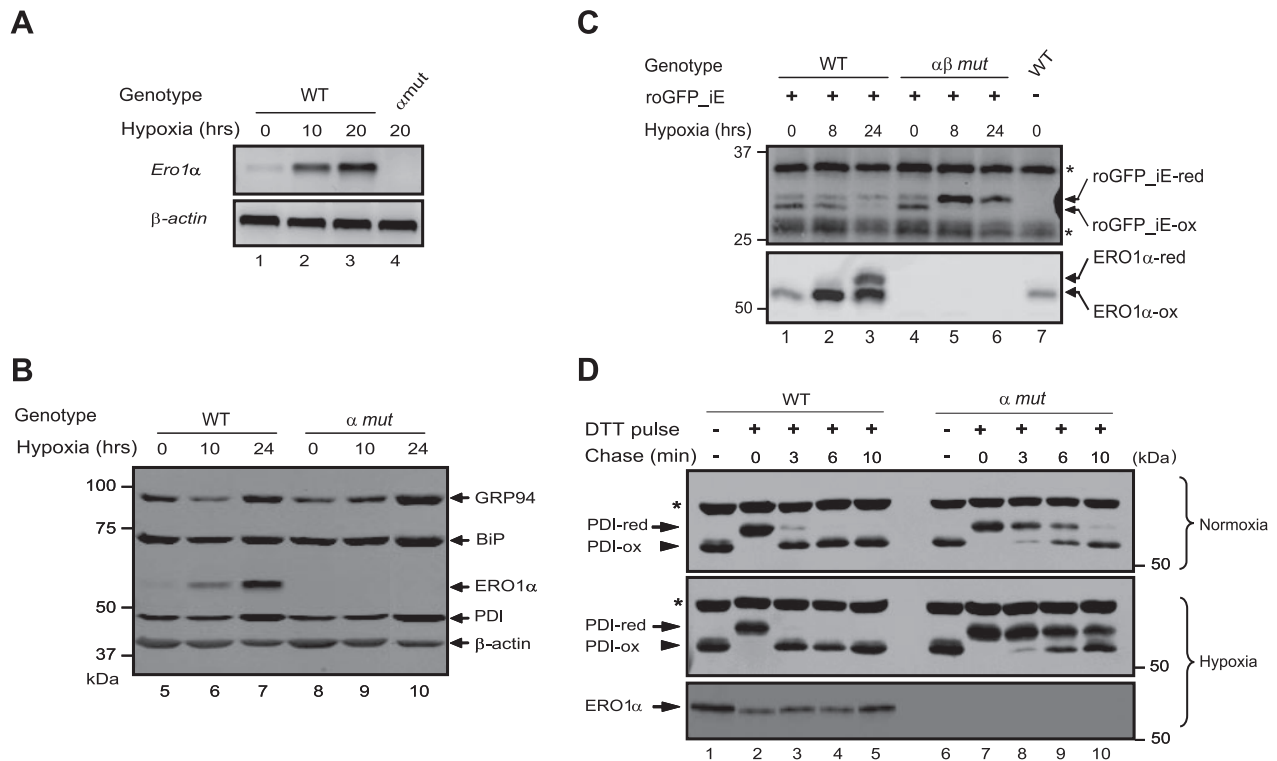 A
Genotype WT αmut
Hypoxia (hrs) 0 10 20 20
Ero1α
β-actin
1 2 3 4
B
Genotype WT α mut
Hypoxia (hrs) 0 10 24 0 10 24
100
75
50
37
kDa
GRP94
BiP
ERO1α
PDI
β-actin
5 6 7 8 9 10
C
Genotype WT αβ mut WT
roGFP_iE + + + + + + -
Hypoxia (hrs) 0 8 24 0 8 24 0
37
25
50
*
roGFP_iE-red
roGFP_iE-ox
*
ERO1α-red
ERO1α-ox
1 2 3 4 5 6 7
D
WT α mut
DTT pulse - + + + + - + + + +
Chase (min) - 0 3 6 10 - 0 3 6 10 (kDa)
*
PDI-red
PDI-ox
50
Normoxia
*
PDI-red
PDI-ox
50
Hypoxia
ERO1α
50
1 2 3 4 5 6 7 8 9 10